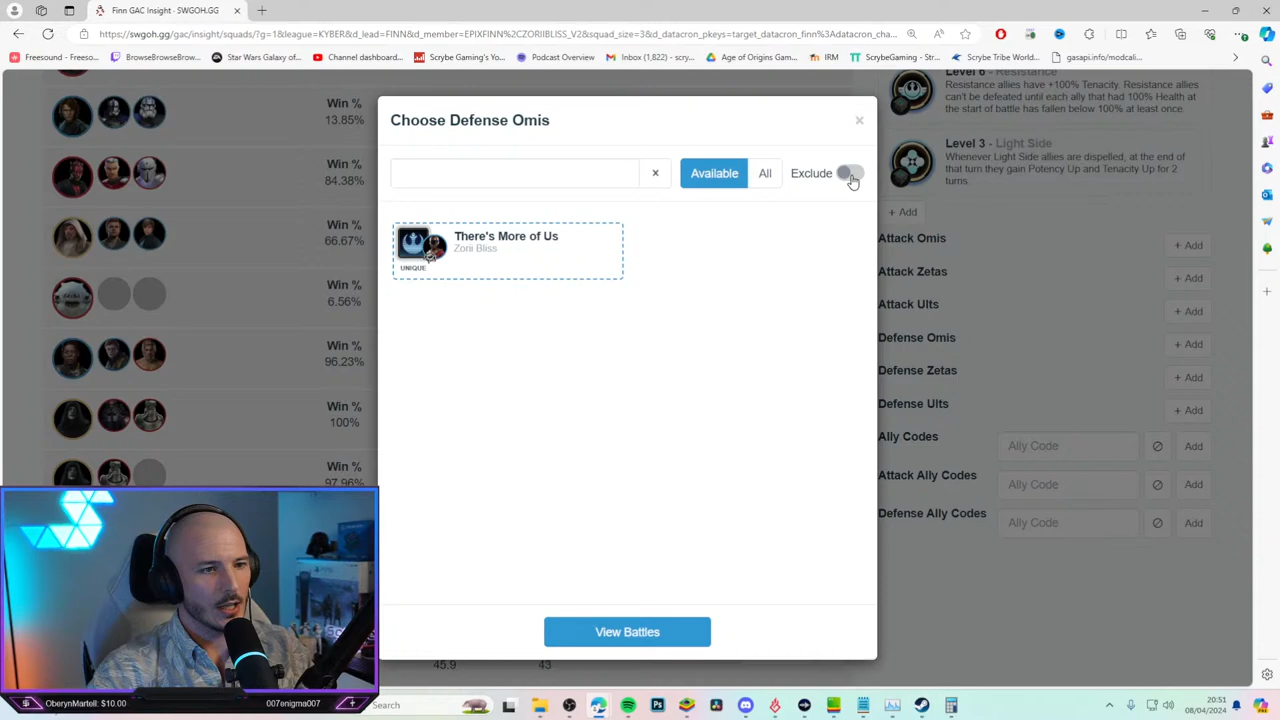 Finn GAC Insight - SWGOH.GG
https://swgoh.gg/gac/insight/squads/?g=1&league=KYBER&d_lead=FINN&d_member=EPIXFINN%2CZORIIBLISS_V2&squad_size=3&d_datacron_pkeys=target_datacron_finn%3Adatacron_cha...
Freesound - Freeso...
BrowseBrowseBrow...
Star Wars Galaxy of...
Channel dashboard...
Scrybe Gaming's Yo...
Podcast Overview
Inbox (1,822) - scry...
Age of Origins Gam...
IRM
ScrybeGaming - Str...
Scrybe Tribe Disco...
gasapi.info/modcali...
Win %
13.85%
Win %
84.38%
Win %
66.67%
Win %
6.56%
Win %
96.23%
Win %
100%
Win %
97.96%
45.9
43
Choose Defense Omis
×
×
Available
All
Exclude
There's More of Us
Zorii Bliss
UNIQUE
View Battles
Level 6 - Resistance
Resistance allies have +100% Tenacity. Resistance allies
can't be defeated until each ally that had 100% Health at
the start of battle has fallen below 100% at least once.
Level 3 - Light Side
Whenever Light Side allies are dispelled, at the end of
that turn they gain Potency Up and Tenacity Up for 2
turns.
+ Add
Attack Omis
+ Add
Attack Zetas
+ Add
Attack Ults
+ Add
Defense Omis
+ Add
Defense Zetas
+ Add
Defense Ults
+ Add
Ally Codes
Ally Code
Add
Attack Ally Codes
Ally Code
Add
Defense Ally Codes
Ally Code
Add
OberynMartell: $10.00
007enigma007
Search
20:51
08/04/2024